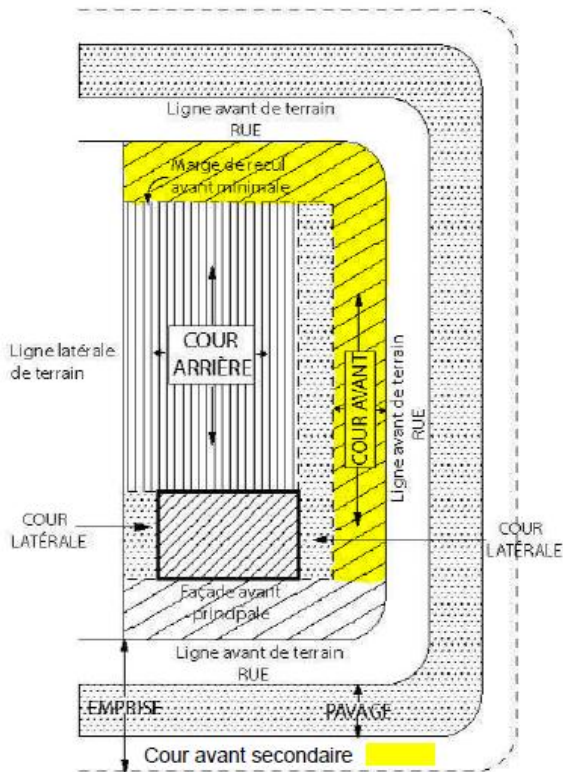 Ligne avant de terrain
RUE
Marge de recul
avant minimale
Ligne latérale
de terrain
COUR
ARRIÈRE
COUR AVANT
Ligne avant de terrain
RUE
COUR
LATÉRALE
COUR
LATÉRALE
Façade avant
principale
Ligne avant de terrain
RUE
EMPRISE
PAVAGE
Cour avant secondaire